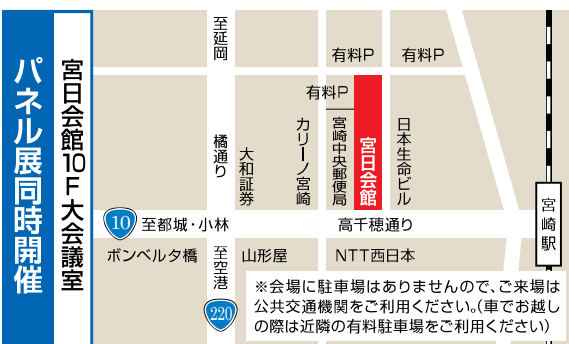 パネル展同時開催
宮日会館10F大会議室
至延岡
有料P
有料P
有料P
橘通り
大和証券
カリーノ宮崎
宮崎中央郵便局
宮日会館
日本生命ビル
宮崎駅
10
至都城・小林
高千穂通り
ボンベルタ橘
至空港
山形屋
NTT西日本
220
※会場に駐車場はありませんので、ご来場は
公共交通機関をご利用ください。(車でお越し
の際は近隣の有料駐車場をご利用ください)